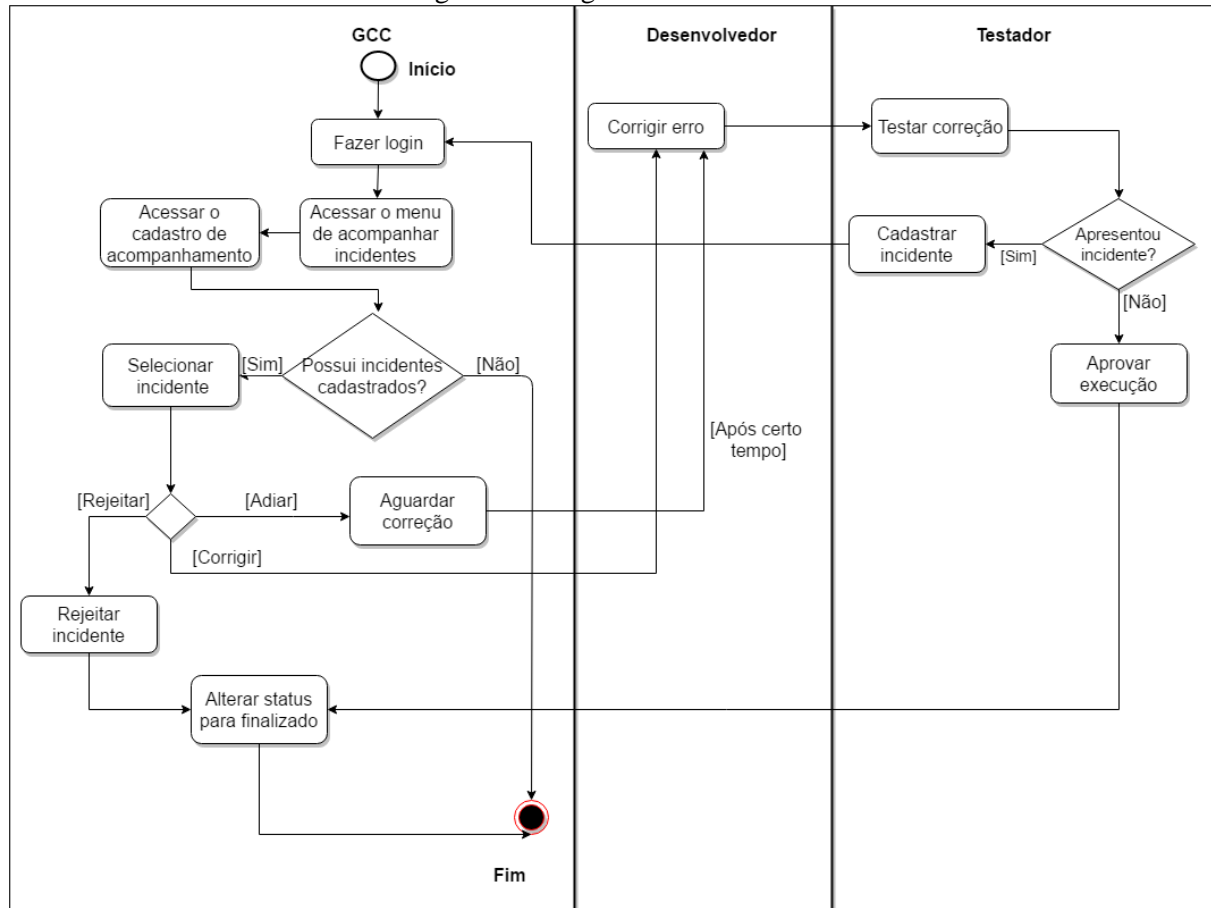 GCC
Desenvolvedor
Testador
Início
Fazer login
Corrigir erro
Testar correção
Acessar o
cadastro de
acompanhamento
Acessar o menu
de acompanhar
incidentes
Cadastrar
incidente
[Sim]
Apresentou
incidente?
[Não]
Selecionar
incidente
[Sim]
Possui incidentes
cadastrados?
[Não]
Aprovar
execução
[Após certo
tempo]
[Rejeitar]
[Adiar]
Aguardar
correção
[Corrigir]
Rejeitar
incidente
Alterar status
para finalizado
Fim